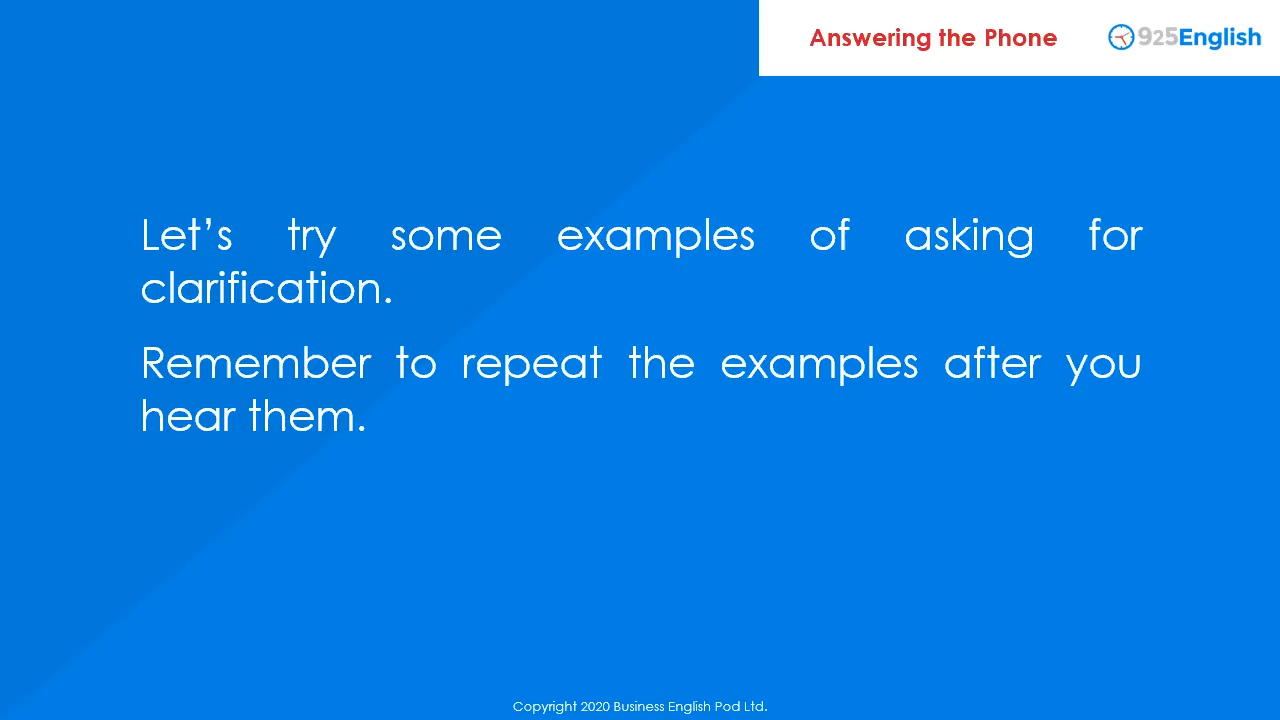 Answering the Phone
925English
Let's try some examples of asking for
clarification.
Remember to repeat the examples after you
hear them.
Copyright 2020 Business English Pod Ltd.